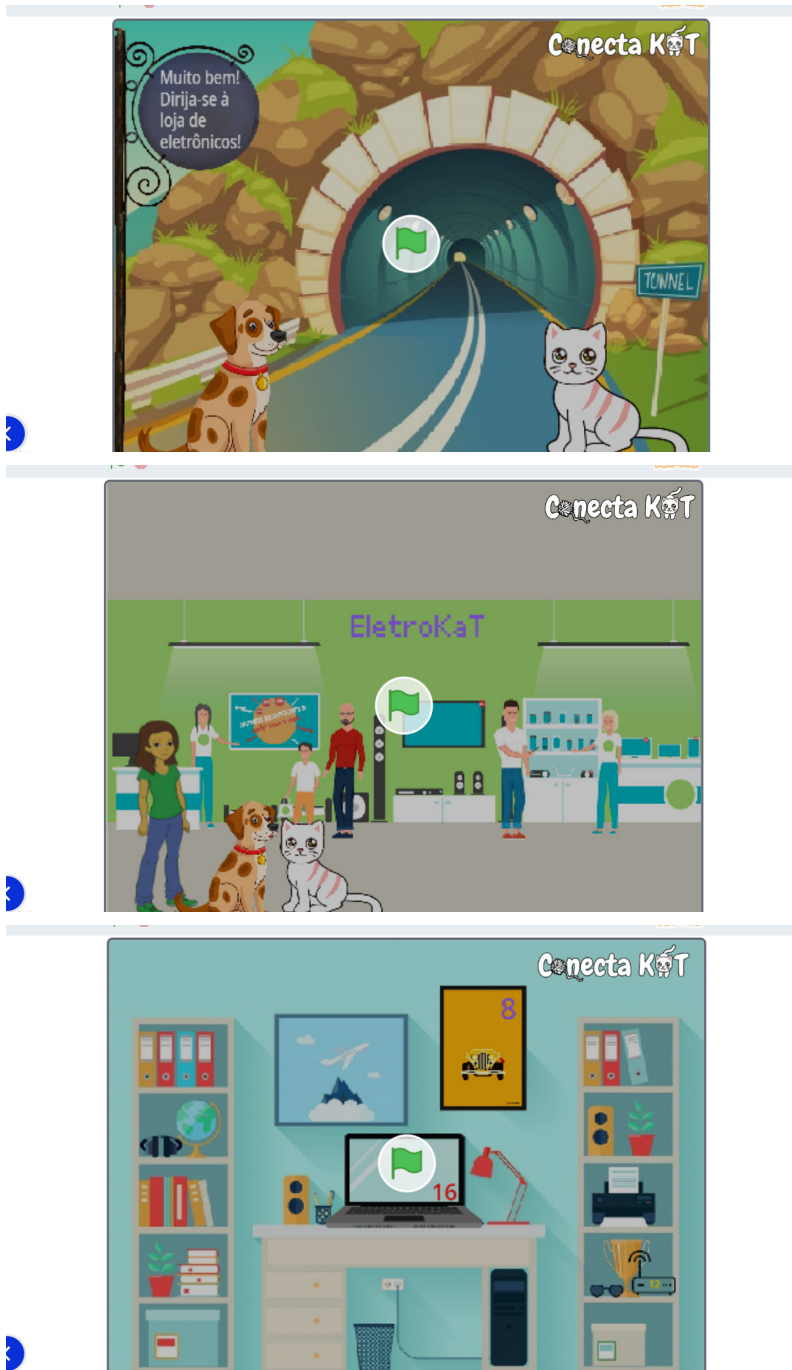 Conecta KAT
Muito bem!
Dirija-se à
loja de
eletrônicos!
TUNNEL
Conecta KAT
EletroKaT
Conecta KAT
8
16
12